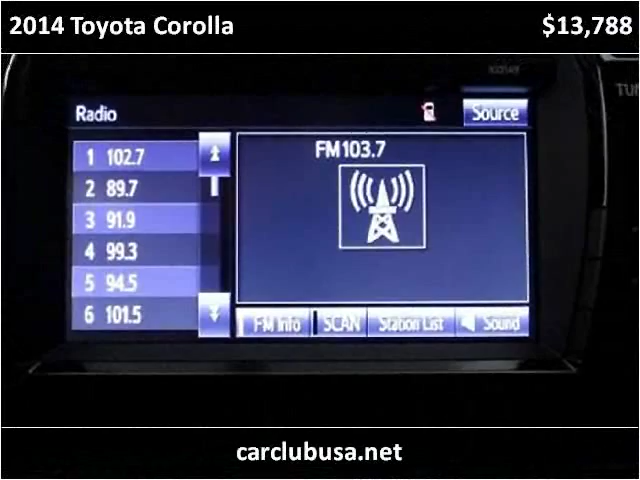 2014 Toyota Corolla $13,788
TUN
Radio Source
1 102.7
2 89.7
3 91.9
4 99.3
5 94.5
6 101.5
FM103.7
FM Info SCAN Station List Sound
carclubusa.net